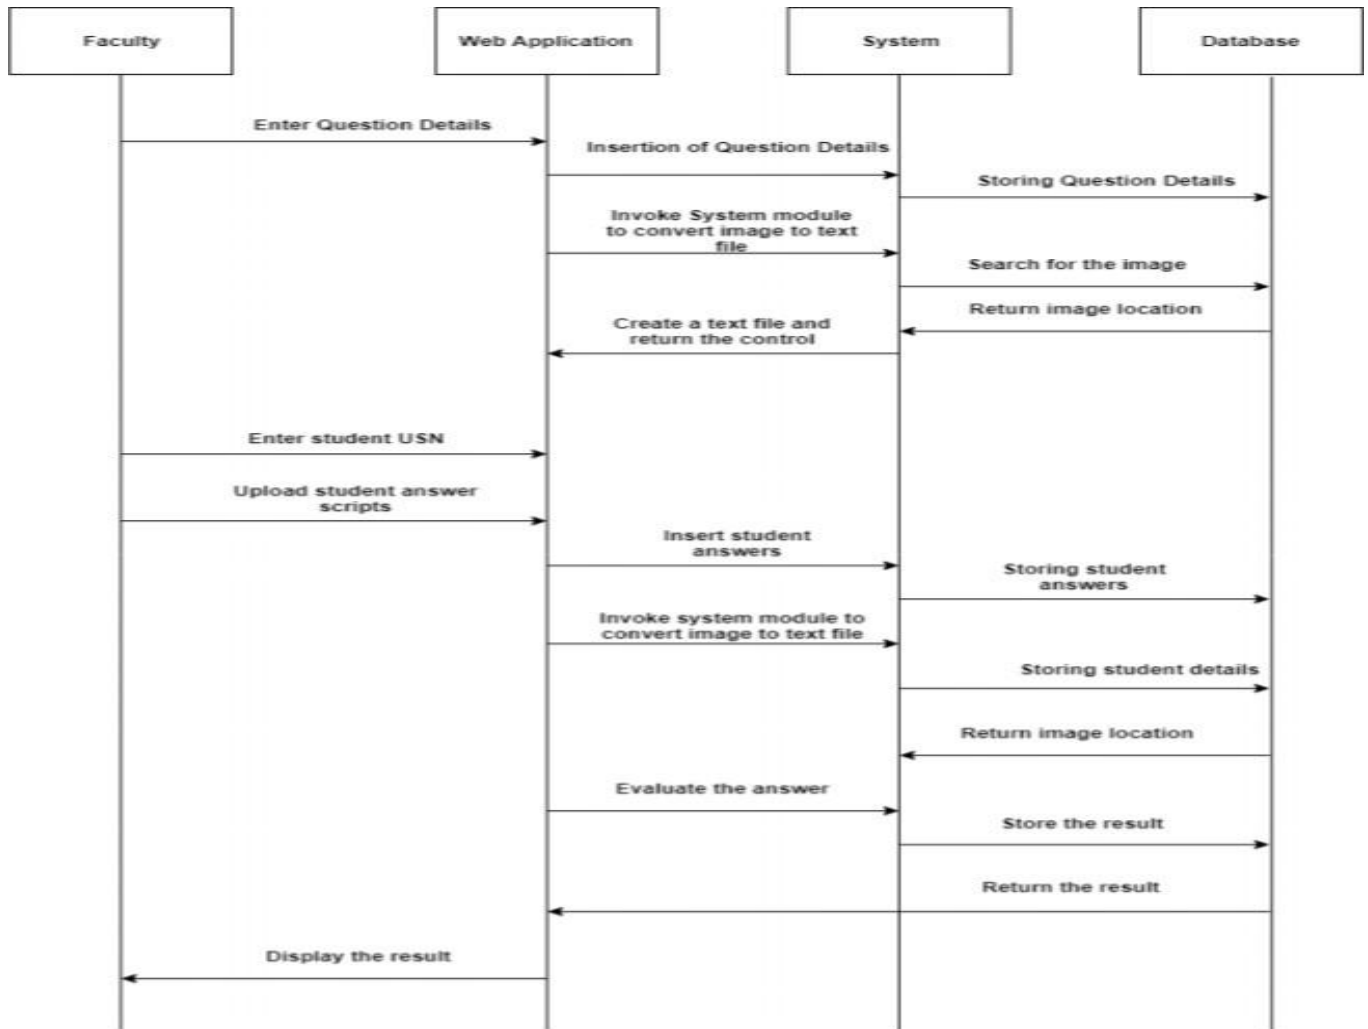 Faculty
Web Application
System
Database
Enter Question Details
Insertion of Question Details
Storing Question Details
Invoke System module
to convert image to text
file
Search for the image
Return image location
Create a text file and
return the control
Enter student USN
Upload student answer
scripts
Insert student
answers
Storing student
answers
Invoke system module to
convert image to text file
Storing student details
Return image location
Evaluate the answer
Store the result
Return the result
Display the result